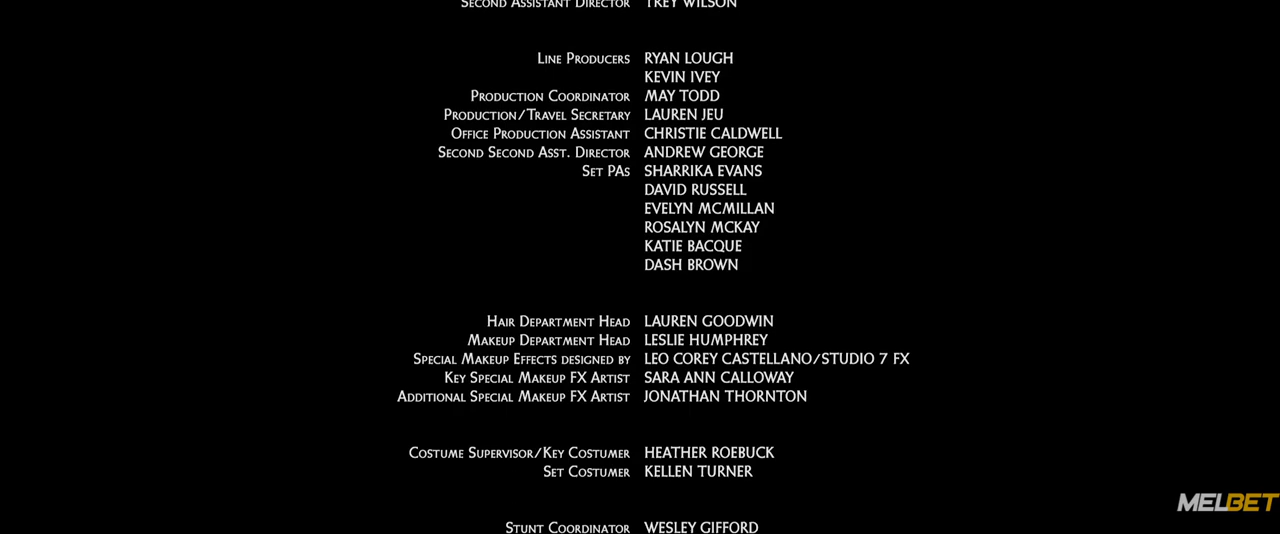 Second Assistant Director TREY WILSON
Line Producers RYAN LOUGH
KEVIN IVEY
Production Coordinator MAY TODD
Production/Travel Secretary LAUREN JEU
Office Production Assistant CHRISTIE CALDWELL
Second Second Asst. Director ANDREW GEORGE
Set PAs SHARRIKA EVANS
DAVID RUSSELL
EVELYN MCMILLAN
ROSALYN MCKAY
KATIE BACQUE
DASH BROWN
Hair Department Head LAUREN GOODWIN
Makeup Department Head LESLIE HUMPHREY
Special Makeup Effects designed by LEO COREY CASTELLANO/STUDIO 7 FX
Key Special Makeup FX Artist SARA ANN CALLOWAY
Additional Special Makeup FX Artist JONATHAN THORNTON
Costume Supervisor/Key Costumer HEATHER ROEBUCK
Set Costumer KELLEN TURNER
MELBET
Stunt Coordinator WESLEY GIFFORD